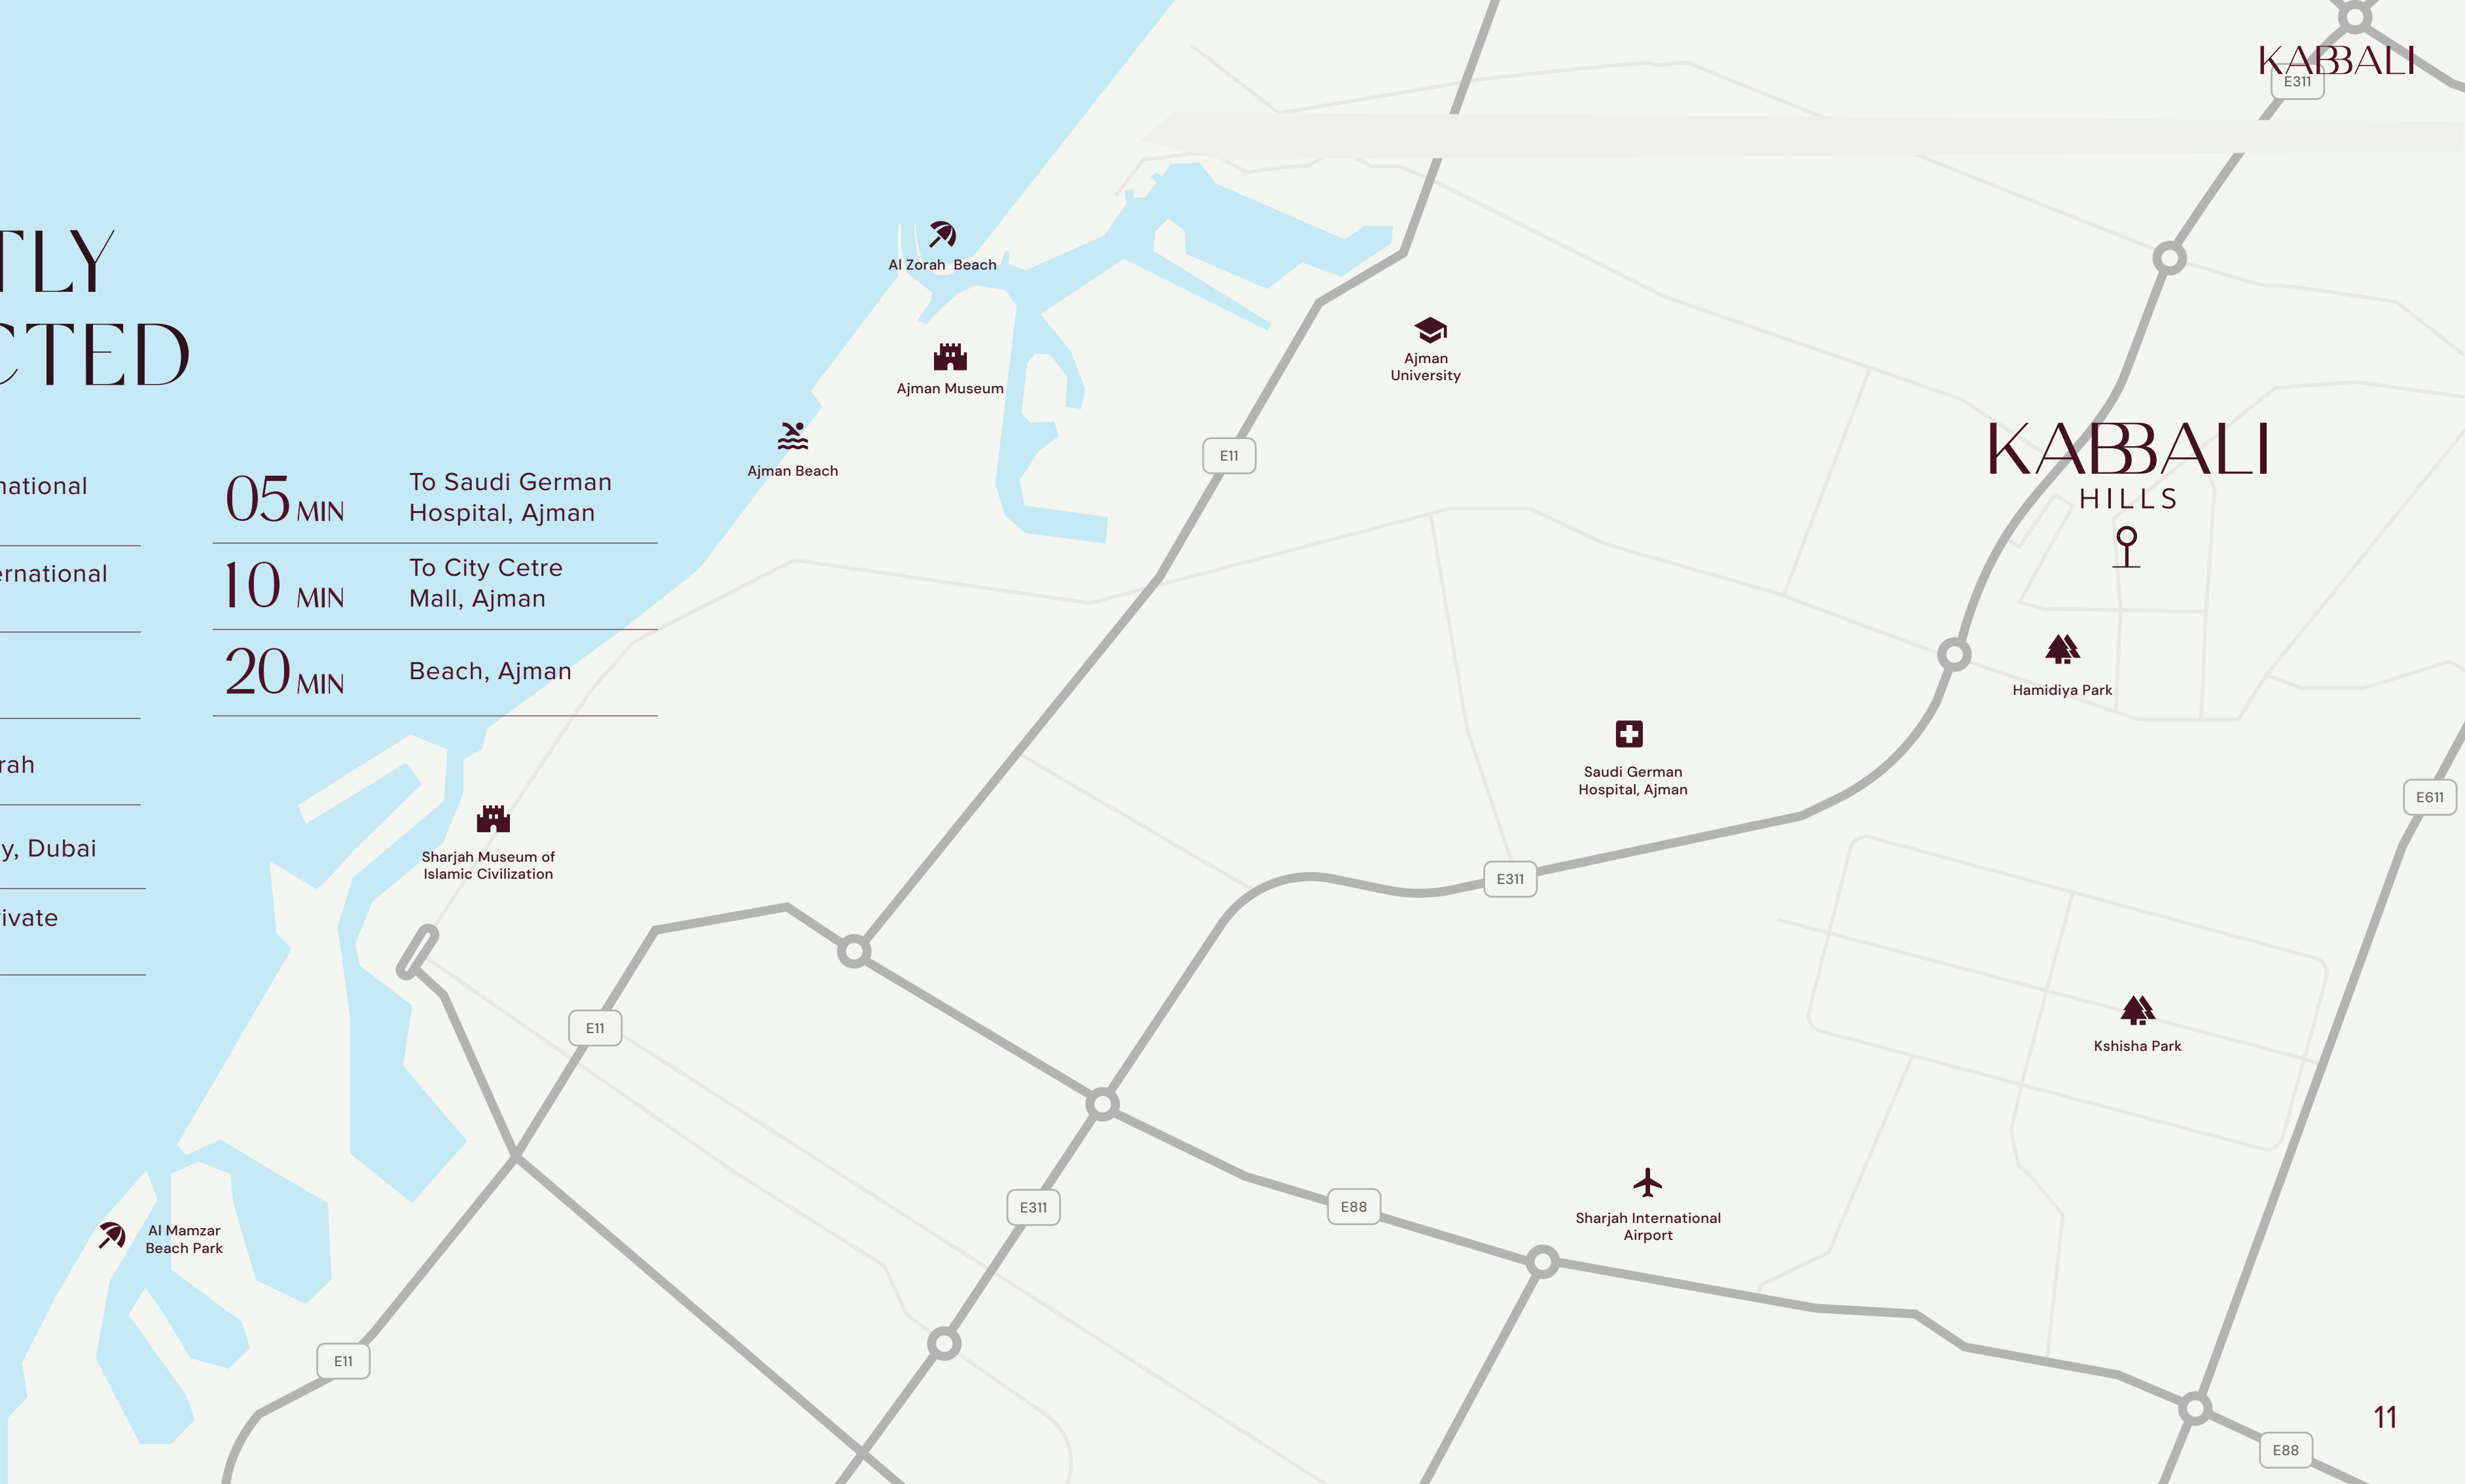 KABBALI
E311
TLY
CTED
national
ernational
rah
y, Dubai
ivate
05 MIN
To Saudi German
Hospital, Ajman
10 MIN
To City Cetre
Mall, Ajman
20 MIN
Beach, Ajman
Al Zorah Beach
Ajman Museum
Ajman Beach
Ajman
University
E11
KABBALI
HILLS
Hamidiya Park
Saudi German
Hospital, Ajman
E611
Sharjah Museum of
Islamic Civilization
E311
E11
Kshisha Park
E311
E88
Sharjah International
Airport
Al Mamzar
Beach Park
E11
11
E88